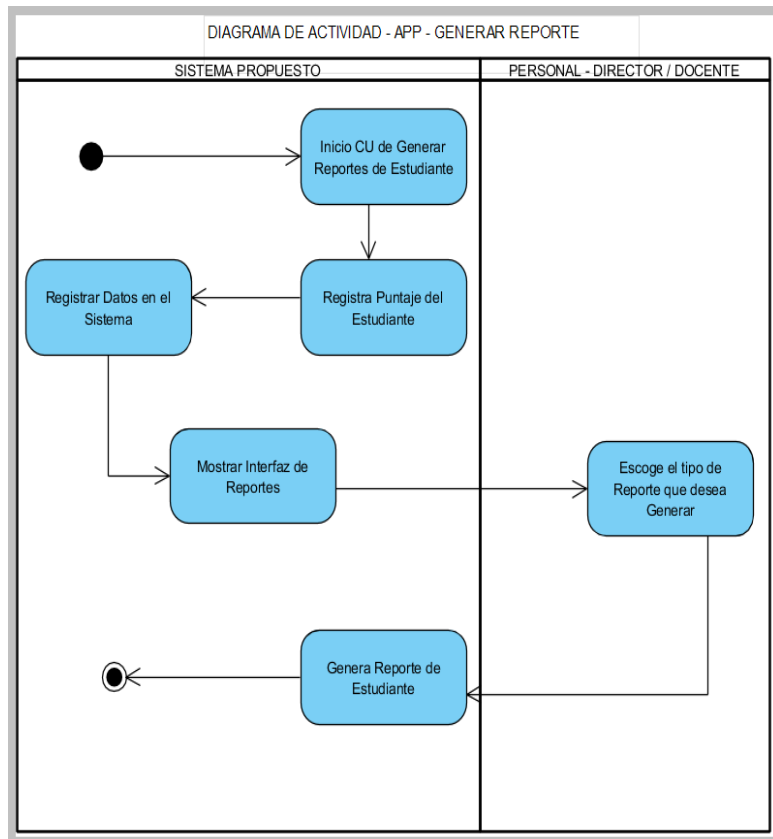 DIAGRAMA DE ACTIVIDAD - APP - GENERAR REPORTE
SISTEMA PROPUESTO
PERSONAL - DIRECTOR / DOCENTE
Inicio CU de Generar
Reportes de Estudiante
Registrar Datos en el
Sistema
Registra Puntaje del
Estudiante
Mostrar Interfaz de
Reportes
Escoge el tipo de
Reporte que desea
Generar
Genera Reporte de
Estudiante